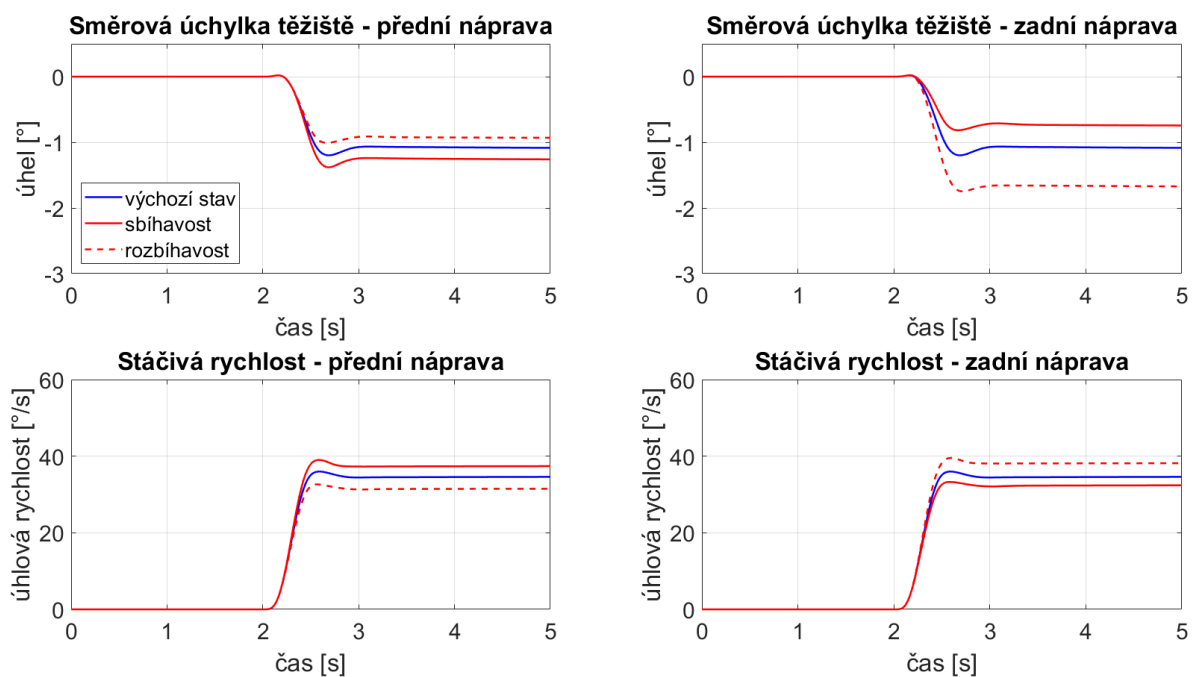 Směrová úchylka těžiště - přední náprava
úhel [°]
0
-1
-2
-3
výchozí stav
sbíhavost
rozbíhavost
0 1 2 3 4 5
čas [s]
Směrová úchylka těžiště - zadní náprava
úhel [°]
0
-1
-2
-3
0 1 2 3 4 5
čas [s]
Stáčivá rychlost - přední náprava
úhlová rychlost [°/s]
60
40
20
0
0 1 2 3 4 5
čas [s]
Stáčivá rychlost - zadní náprava
úhlová rychlost [°/s]
60
40
20
0
0 1 2 3 4 5
čas [s]